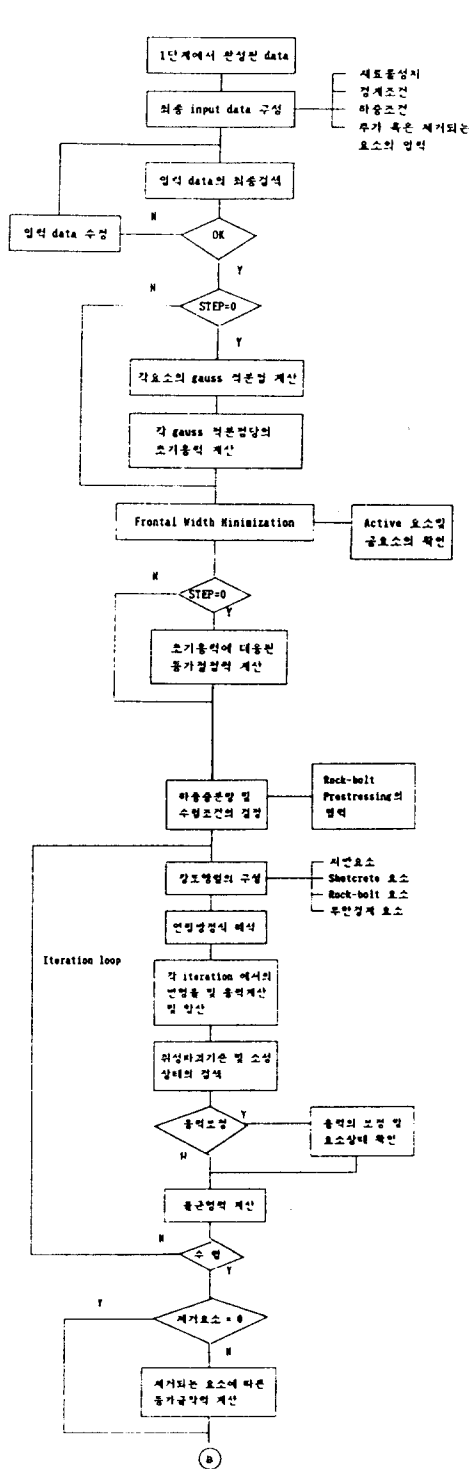 1단계에서 완성된 data
최종 input data 구성
재료물성치
경계조건
하중조건
추가 혹은 제거되는
요소의 입력
입력 data의 최종검색
입력 data 수정
N
OK
Y
N
STEP=0
Y
각요소의 gauss 적분점 계산
각 gauss 적분점당의
초기응력 계산
Frontal Width Minimization
Active 요소및
공요소의 확인
N
STEP=0
Y
초기응력에 대응된
등가절점력 계산
하중증분량 및
수렴조건의 결정
Rock-bolt
Prestressing의
입력
강도행렬의 구성
지반요소
Shotcrete 요소
Rock-bolt 요소
무한경계 요소
연립방정식 해석
Iteration loop
각 iteration 에서의
변형율 및 응력계산
및 합산
항복파괴기준 및 소성
상태의 검색
응력보정
Y
응력의 보정 및
요소상태 확인
N
불균형력 계산
N
수 렴
Y
Y
제거요소 = 0
N
제거되는 요소에 따른
등가굴착력 계산